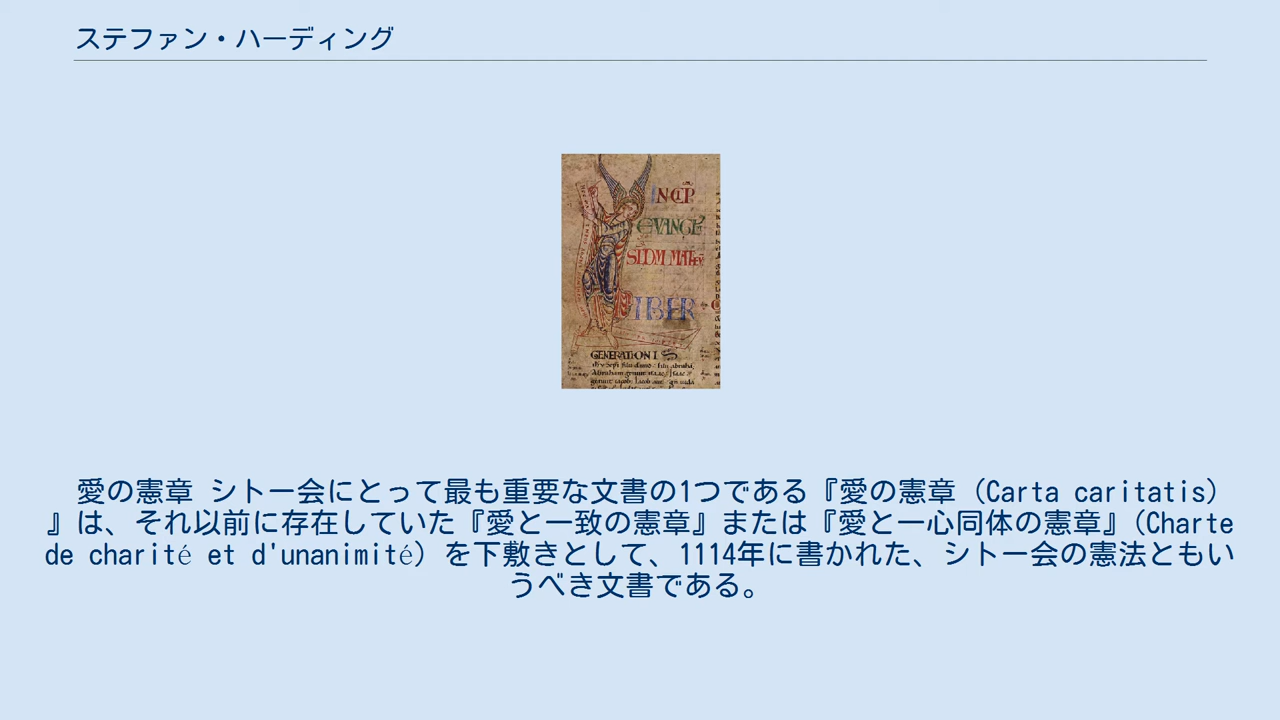 ステファン・ハーディング
INCIP
EVANGE
LIBER
GENERATIONIS
愛の憲章 シトー会にとって最も重要な文書の1つである『愛の憲章（Carta caritatis）
』は、それ以前に存在していた『愛と一致の憲章』または『愛と一心同体の憲章』（Charte
de charité et d'unanimité）を下敷きとして、1114年に書かれた、シトー会の憲法ともい
うべき文書である。